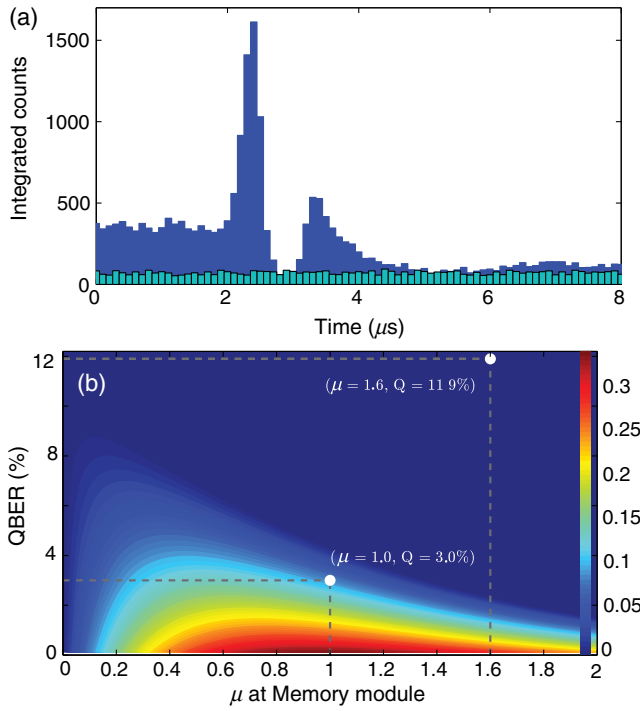 (a)
1500
1000
500
0
Integrated counts
0 2 4 6 8
Time (μs)
(b)
12
8
4
0
QBER (%)
(μ = 1.6, Q = 11 9%)
(μ = 1.0, Q = 3.0%)
0.3
0.25
0.2
0.15
0.1
0.05
0
0 0.2 0.4 0.6 0.8 1 1.2 1.4 1.6 1.8 2
μ at Memory module